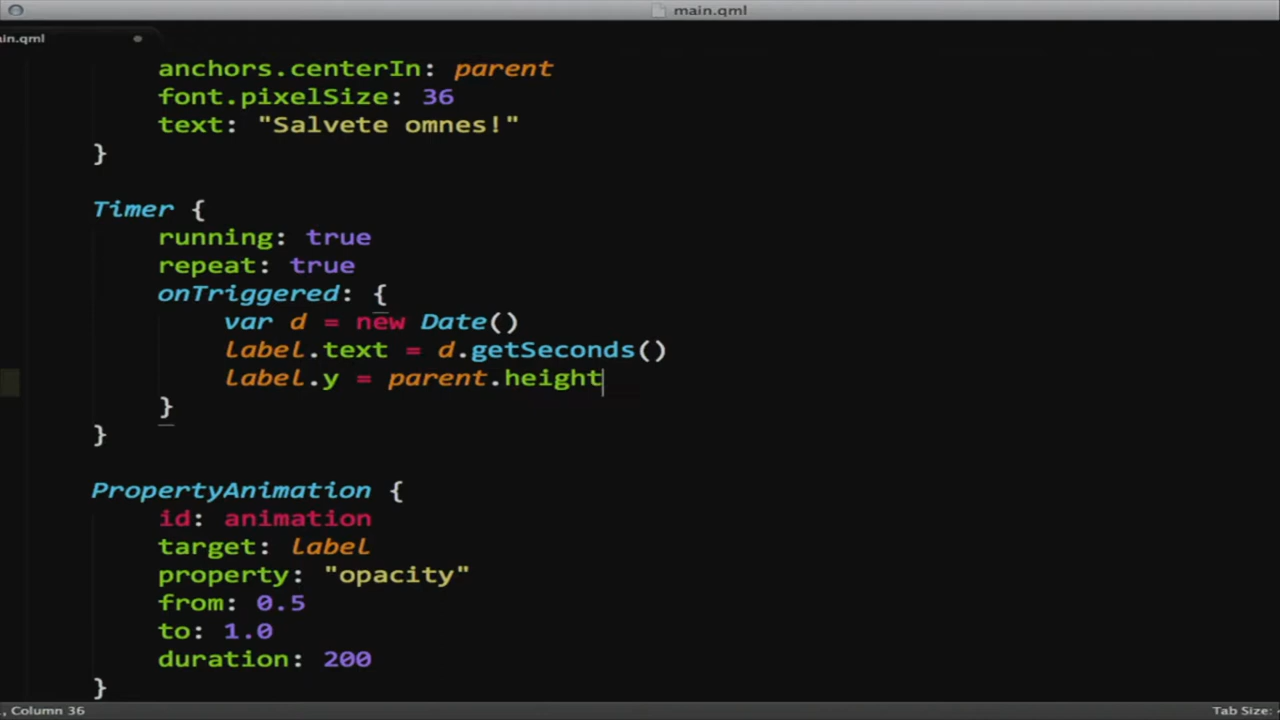 main.qml
in.qml
anchors.centerIn: parent
font.pixelSize: 36
text: "Salvete omnes!"
}
Timer {
running: true
repeat: true
onTriggered: {
var d = new Date()
label.text = d.getSeconds()
label.y = parent.height
}
}
PropertyAnimation {
id: animation
target: label
property: "opacity"
from: 0.5
to: 1.0
duration: 200
}
, Column 36
Tab Size: